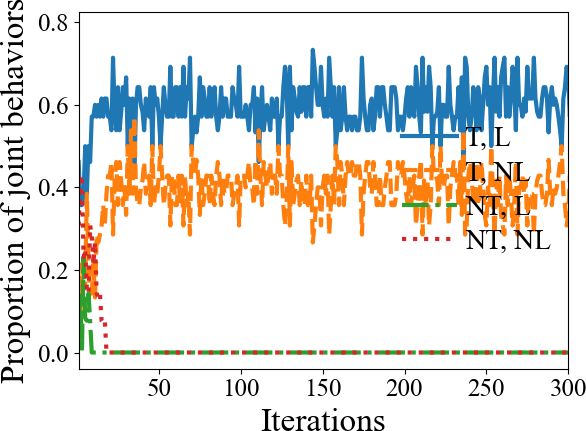 Proportion of joint behaviors
0.8
0.6
0.4
0.2
0.0
T, L
T, NL
NT, L
NT, NL
50
100
150
200
250
300
Iterations